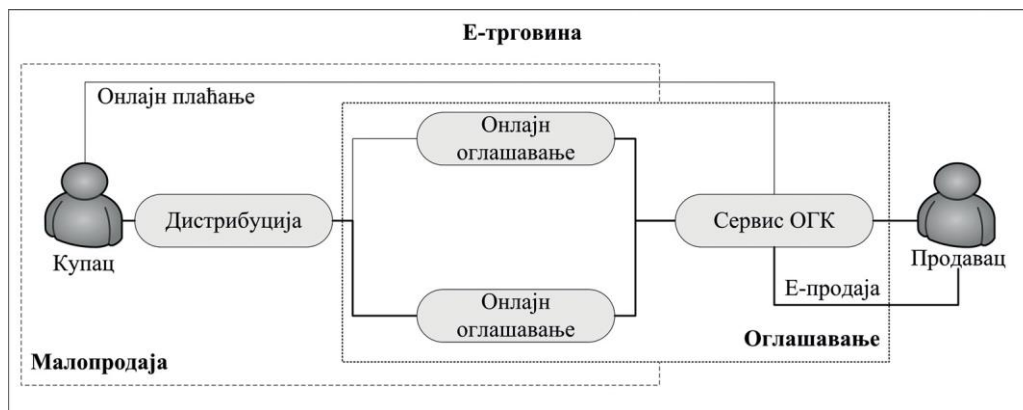 Е-трговина
Онлајн плаћање
Онлајн
оглашавање
Дистрибуција
Сервис ОГК
Купац
Продавац
Е-продаја
Онлајн
оглашавање
Оглашавање
Малопродаја